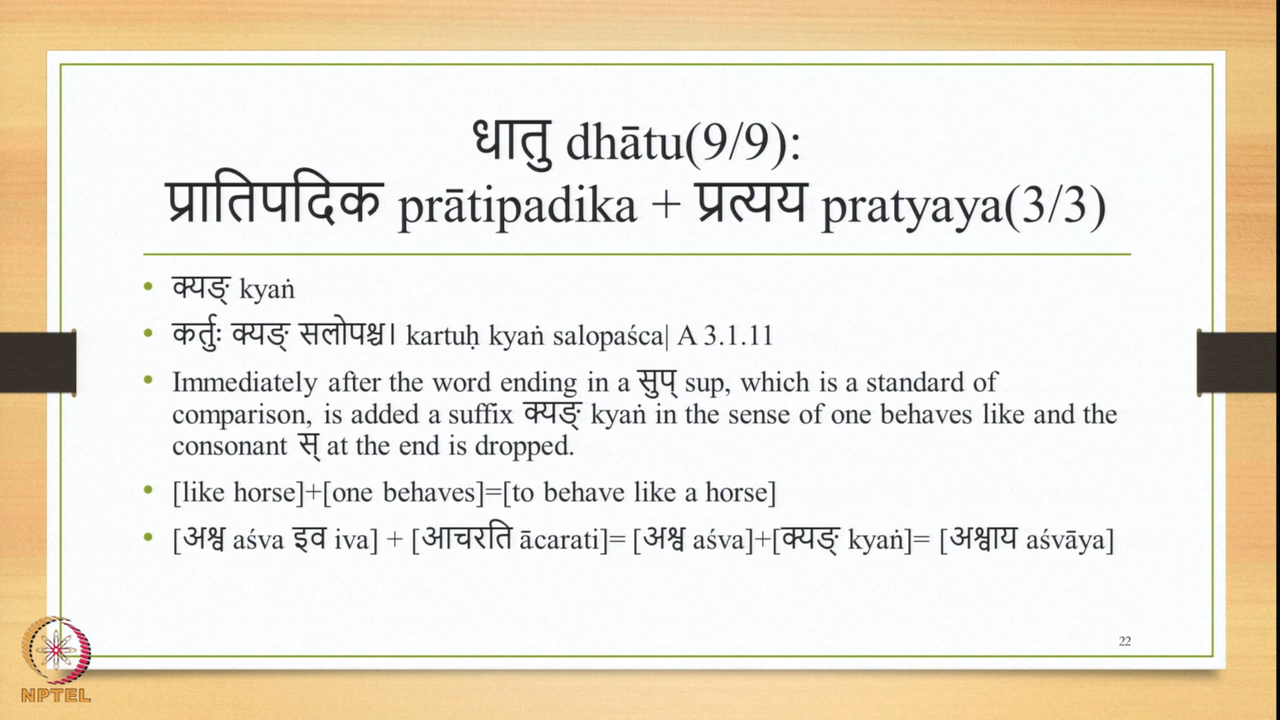 धातु dhātu(9/9):
प्रातिपदिक prātipadika + प्रत्यय pratyaya(3/3)
• क्यङ् kyaṅ
• कर्तुः क्यङ् सलोपश्च। kartuḥ kyaṅ salopaśca| A 3.1.11
• Immediately after the word ending in a सुप् sup, which is a standard of
comparison, is added a suffix क्यङ् kyaṅ in the sense of one behaves like and the
consonant स् at the end is dropped.
• [like horse]+[one behaves]=[to behave like a horse]
• [अश्व aśva इव iva] + [आचरति ācarati]= [अश्व aśva]+[क्यङ् kyaṅ]= [अश्वाय aśvāya]
22
NPTEL